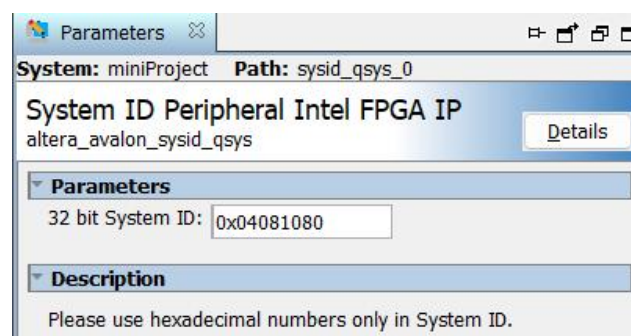 Parameters
System: miniProject Path: sysid_qsys_0
System ID Peripheral Intel FPGA IP
altera_avalon_sysid_qsys
Details
Parameters
32 bit System ID: 0x04081080
Description
Please use hexadecimal numbers only in System ID.